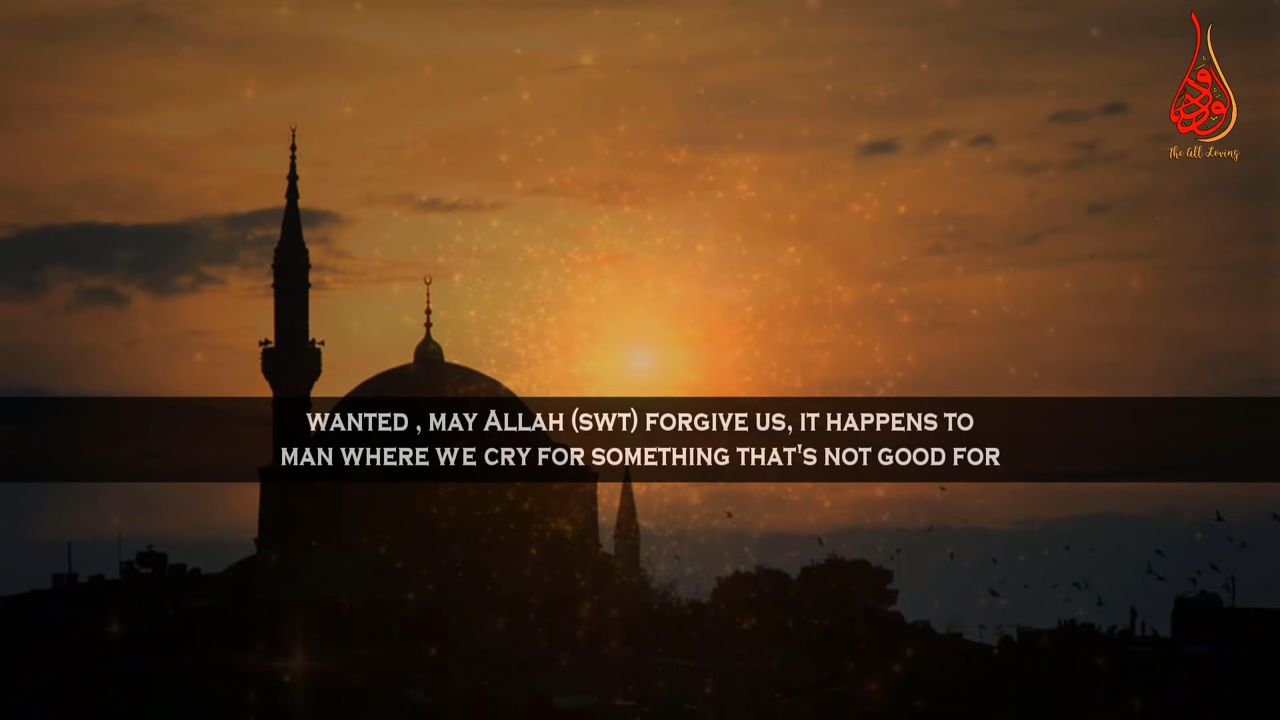 الودود
The All Loving
WANTED , MAY ALLAH (SWT) FORGIVE US, IT HAPPENS TO
MAN WHERE WE CRY FOR SOMETHING THAT'S NOT GOOD FOR